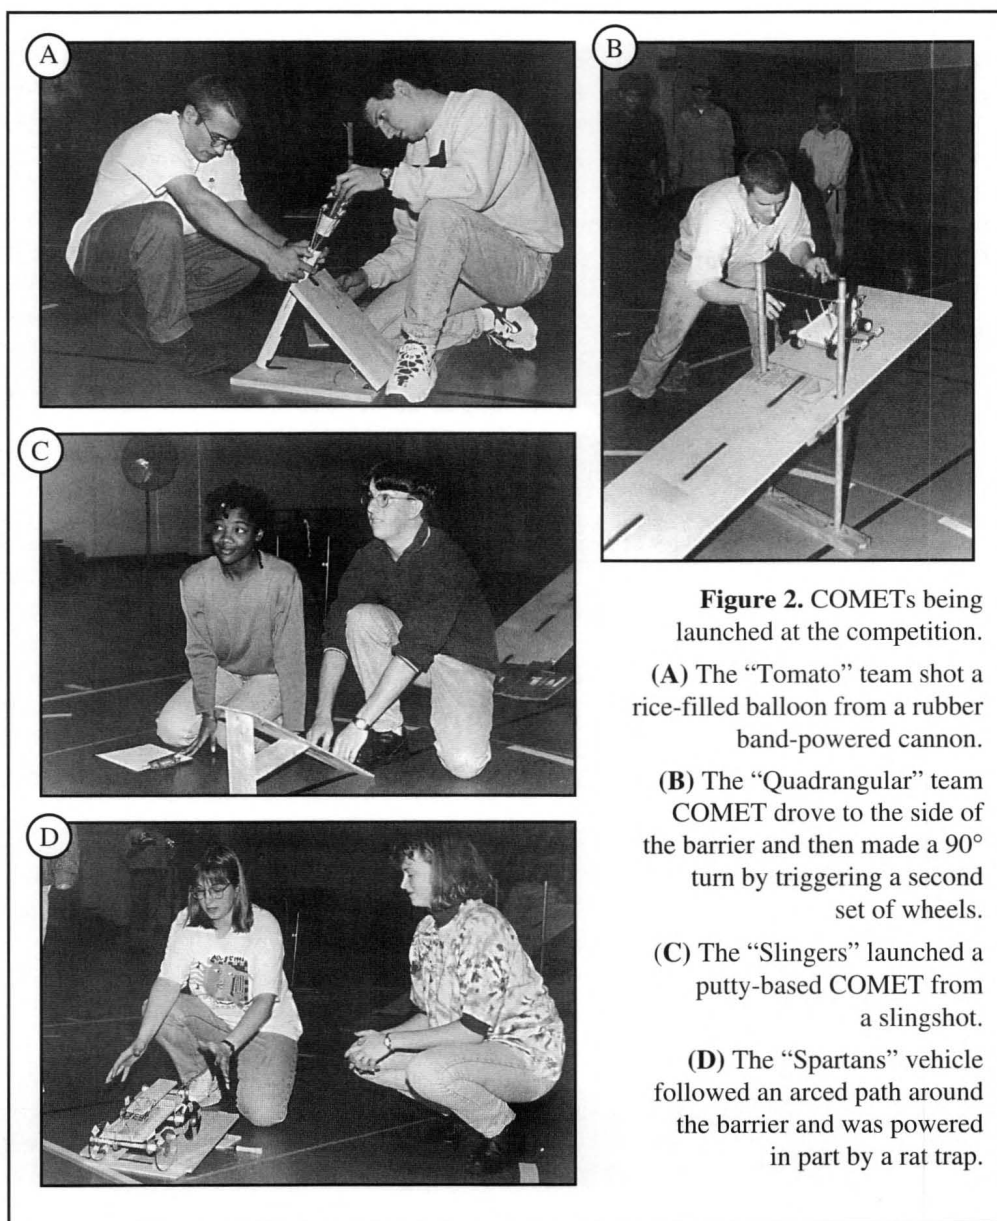 A
B
C
D
Figure 2. COMETs being
launched at the competition.
(A) The “Tomato” team shot a
rice-filled balloon from a rubber
band-powered cannon.
(B) The “Quadrangular” team
COMET drove to the side of
the barrier and then made a 90°
turn by triggering a second
set of wheels.
(C) The “Slingers” launched a
putty-based COMET from
a slingshot.
(D) The “Spartans” vehicle
followed an arced path around
the barrier and was powered
in part by a rat trap.